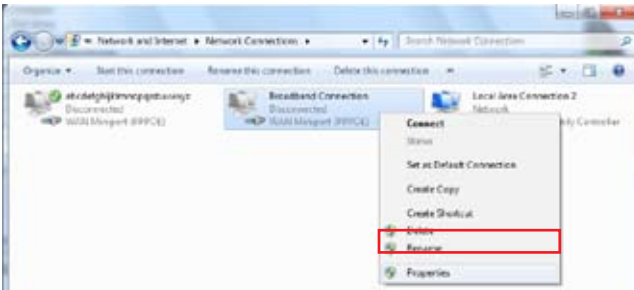 Network and Internet ▸ Network Connections ▸
Search Network Connections
Organize ▾ Start this connection Rename this connection Delete this connection »
Disconnected
WAN Miniport (PPPOE)
Broadband Connection
Disconnected
WAN Miniport (PPPOE)
Local Area Connection 2
Network
Controller
Connect
Status
Set as Default Connection
Create Copy
Create Shortcut
Delete
Rename
Properties